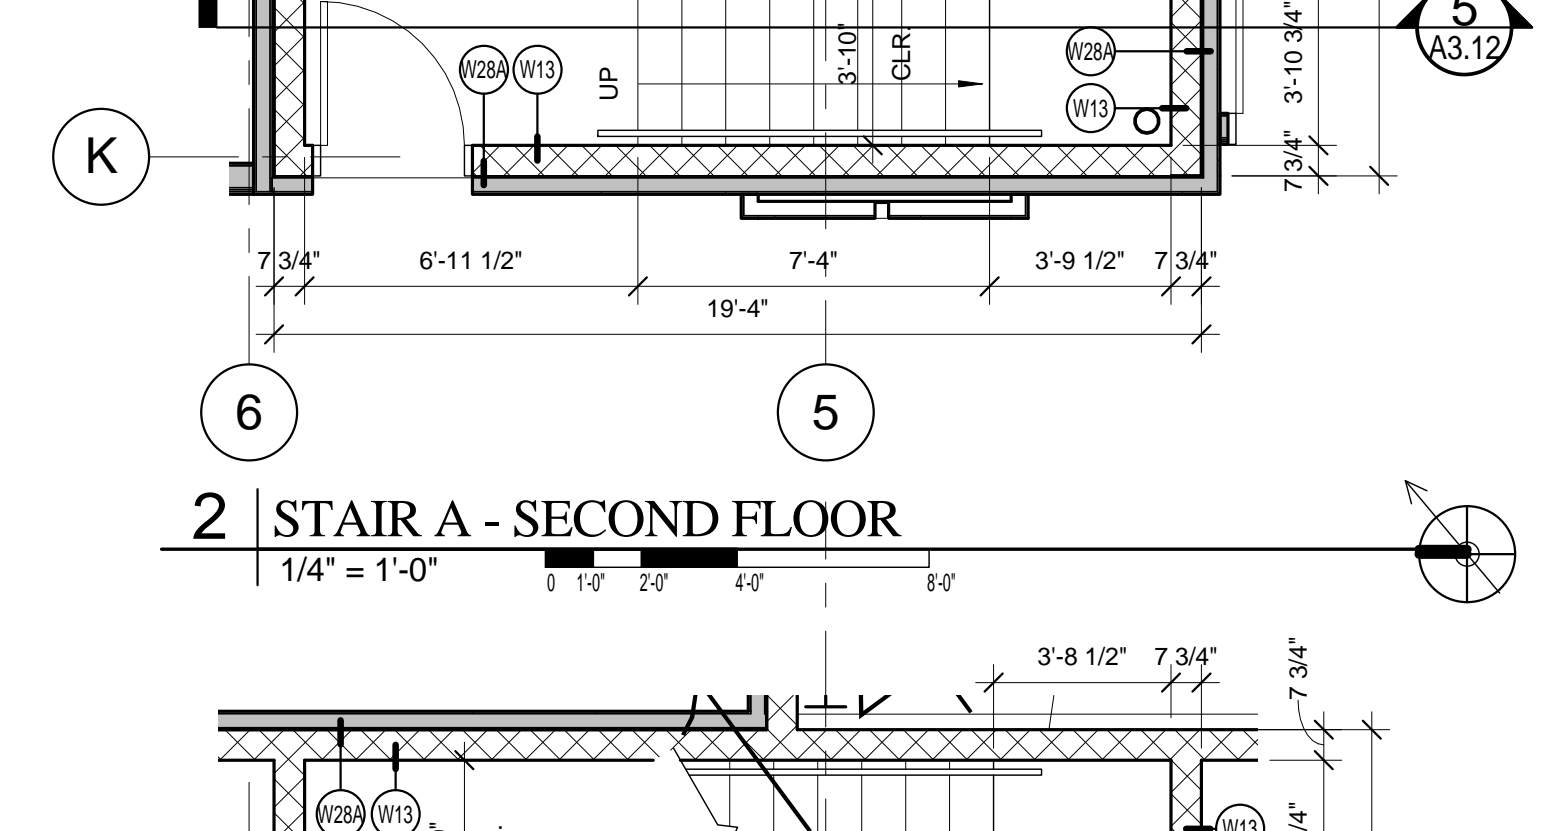 5
A3.12
W28A
W13
UP
3'-10"
CLR.
W28A
W13
3'-10 3/4"
7 3/4"
K
7 3/4"
6'-11 1/2"
7'-4"
3'-9 1/2"
7 3/4"
19'-4"
6
5
2
STAIR A - SECOND FLOOR
1/4" = 1'-0"
0
1'-0"
2'-0"
4'-0"
8'-0"
3'-8 1/2"
7 3/4"
7 3/4"
W28A
W13
W13